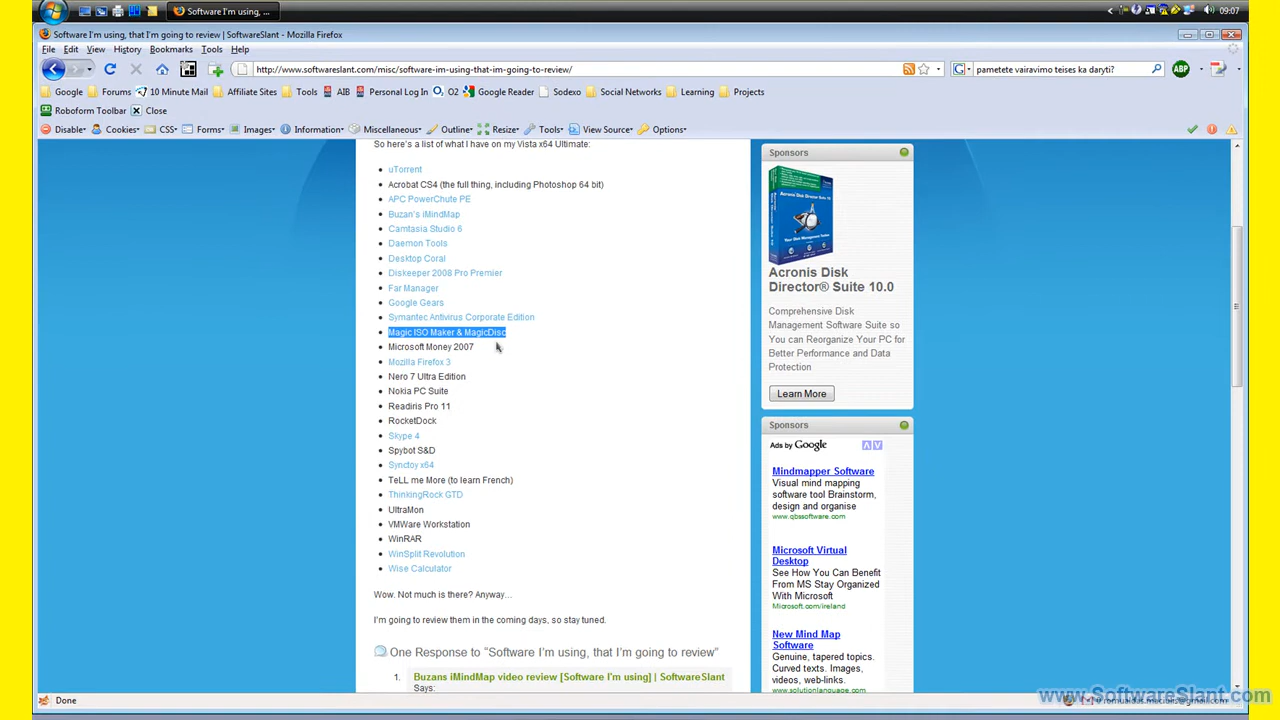 Software I'm using, ...
09:07
Software I'm using, that I'm going to review | SoftwareSlant - Mozilla Firefox
File Edit View History Bookmarks Tools Help
http://www.softwareslant.com/misc/software-im-using-that-im-going-to-review/
pametete vairavimo teises ka daryti?
ABP
Google Forums 10 Minute Mail Affiliate Sites Tools AIB Personal Log In O2 Google Reader Sodexo Social Networks Learning Projects
Roboform Toolbar Close
Disable Cookies CSS Forms Images Information Miscellaneous Outline Resize Tools View Source Options
So here's a list of what I have on my Vista x64 Ultimate:
uTorrent
Acrobat CS4 (the full thing, including Photoshop 64 bit)
APC PowerChute PE
Buzan's iMindMap
Camtasia Studio 6
Daemon Tools
Desktop Coral
Diskeeper 2008 Pro Premier
Far Manager
Google Gears
Symantec Antivirus Corporate Edition
Magic ISO Maker & MagicDisc
Microsoft Money 2007
Mozilla Firefox 3
Nero 7 Ultra Edition
Nokia PC Suite
Readiris Pro 11
RocketDock
Skype 4
Spybot S&D
Synctoy x64
TeLL me More (to learn French)
ThinkingRock GTD
UltraMon
VMWare Workstation
WinRAR
WinSplit Revolution
Wise Calculator
Wow. Not much is there? Anyway...
I'm going to review them in the coming days, so stay tuned.
One Response to "Software I'm using, that I'm going to review"
1. Buzans iMindMap video review [Software I'm using] | SoftwareSlant
Says:
Sponsors
Acronis Disk
Director® Suite 10.0
Comprehensive Disk
Management Software Suite so
You can Reorganize Your PC for
Better Performance and Data
Protection
Learn More
Sponsors
Ads by Google
Mindmapper Software
Visual mind mapping
software tool Brainstorm,
design and organise
www.qbssoftware.com
Microsoft Virtual
Desktop
See How You Can Benefit
From MS Stay Organized
With Microsoft
Microsoft.com/ireland
New Mind Map
Software
Genuine, tapered topics.
Curved texts. Images,
videos, web-links.
www.solutionlanguage.com
Done
www.SoftwareSlant.com